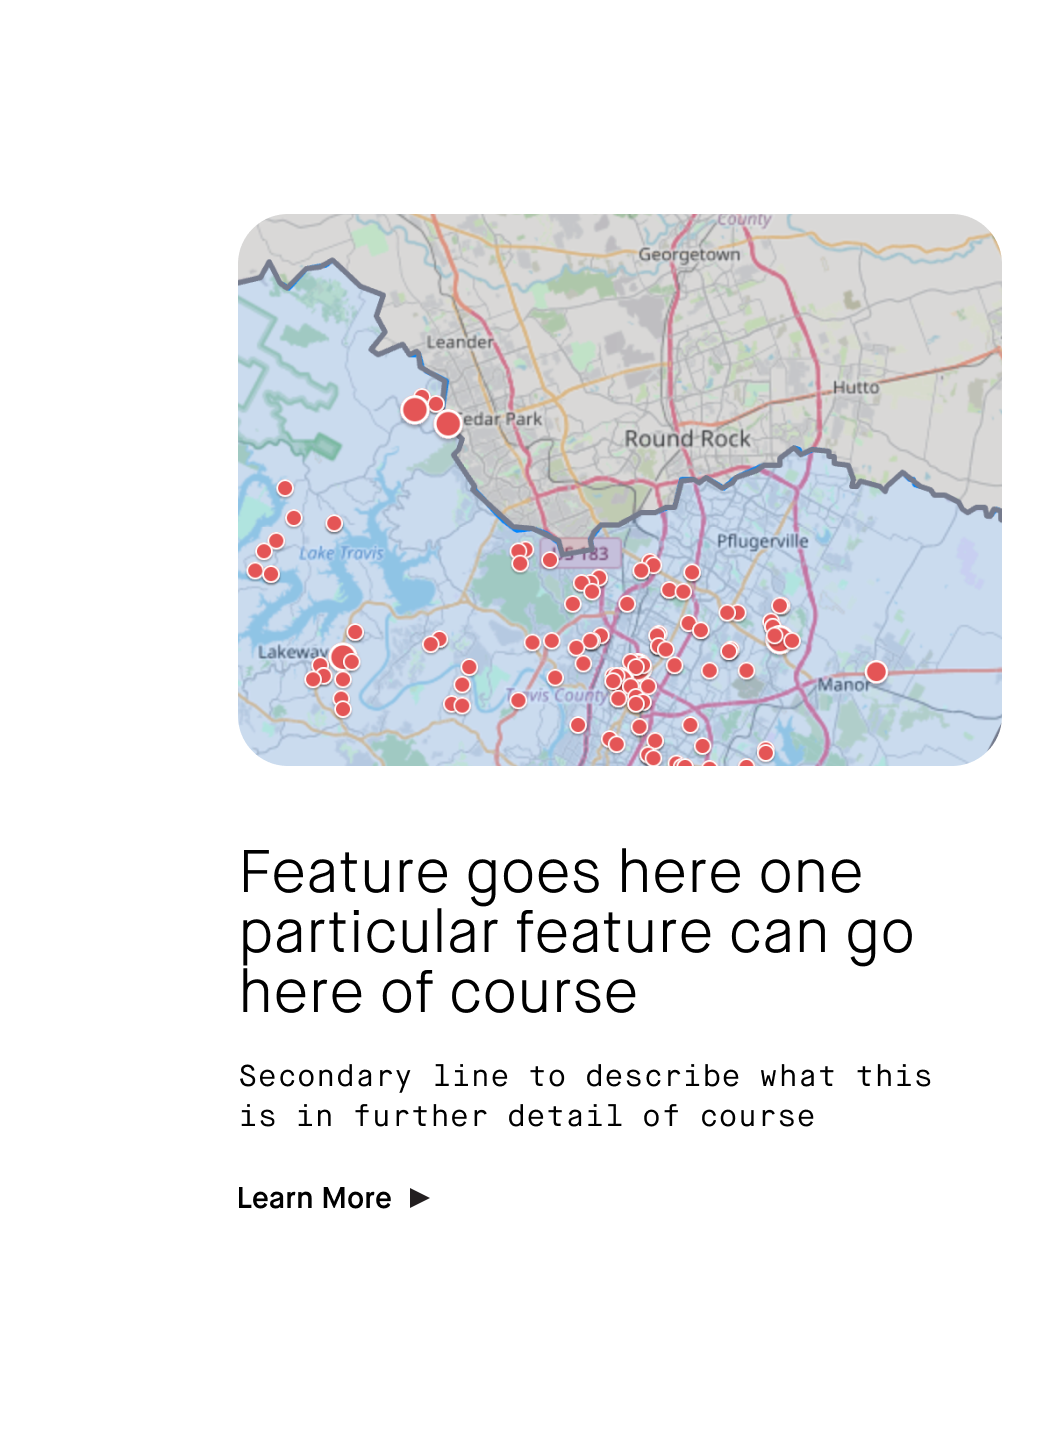 County
Georgetown
Leander
Hutto
edar Park
Round Rock
Pflugerville
Lake Travis
US 183
Lakeway
Manor
Travis County
Feature goes here one
particular feature can go
here of course
Secondary line to describe what this
is in further detail of course
Learn More